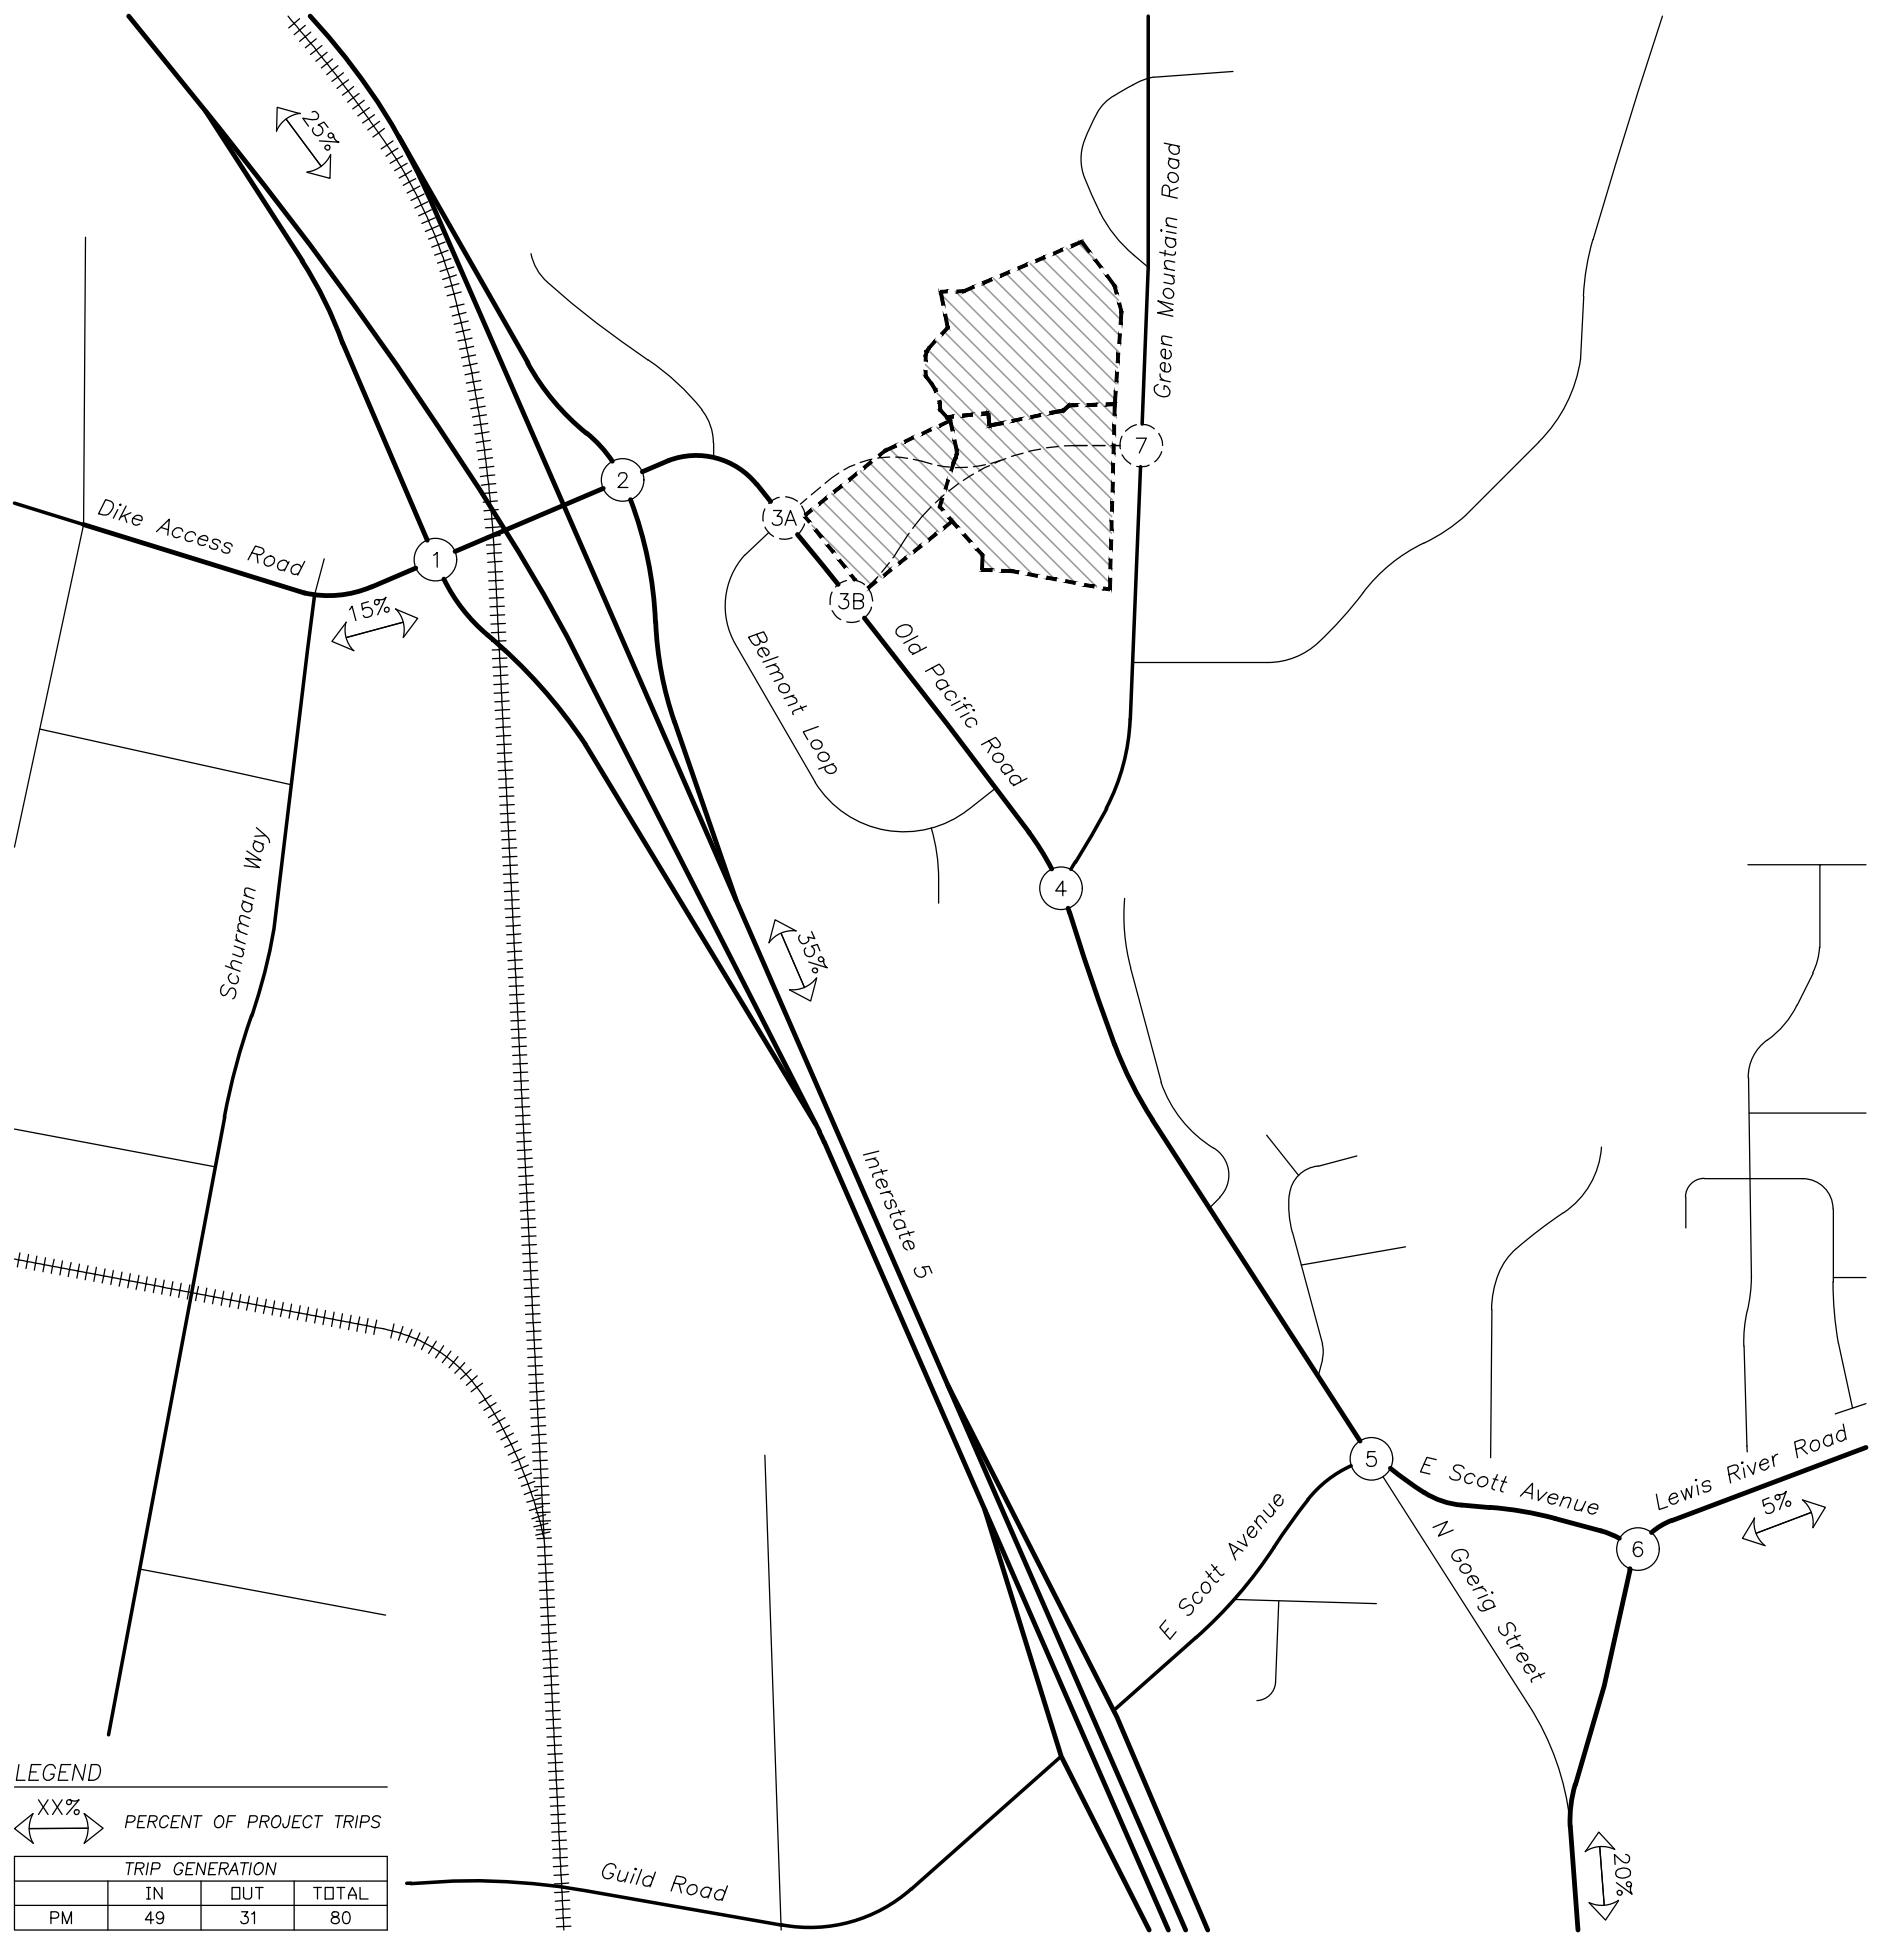 25%
Green Mountain Road
2
7
3A
Dike Access Road
1
3B
15%
Old Pacific Road
Belmont Loop
4
Schurman Way
35%
Interstate 5
5
E Scott Avenue
Lewis River Road
5%
E Scott Avenue
N Goerig Street
6
20%
Guild Road
LEGEND
XX%
PERCENT OF PROJECT TRIPS
TRIP GENERATION
IN OUT TOTAL
PM 49 31 80